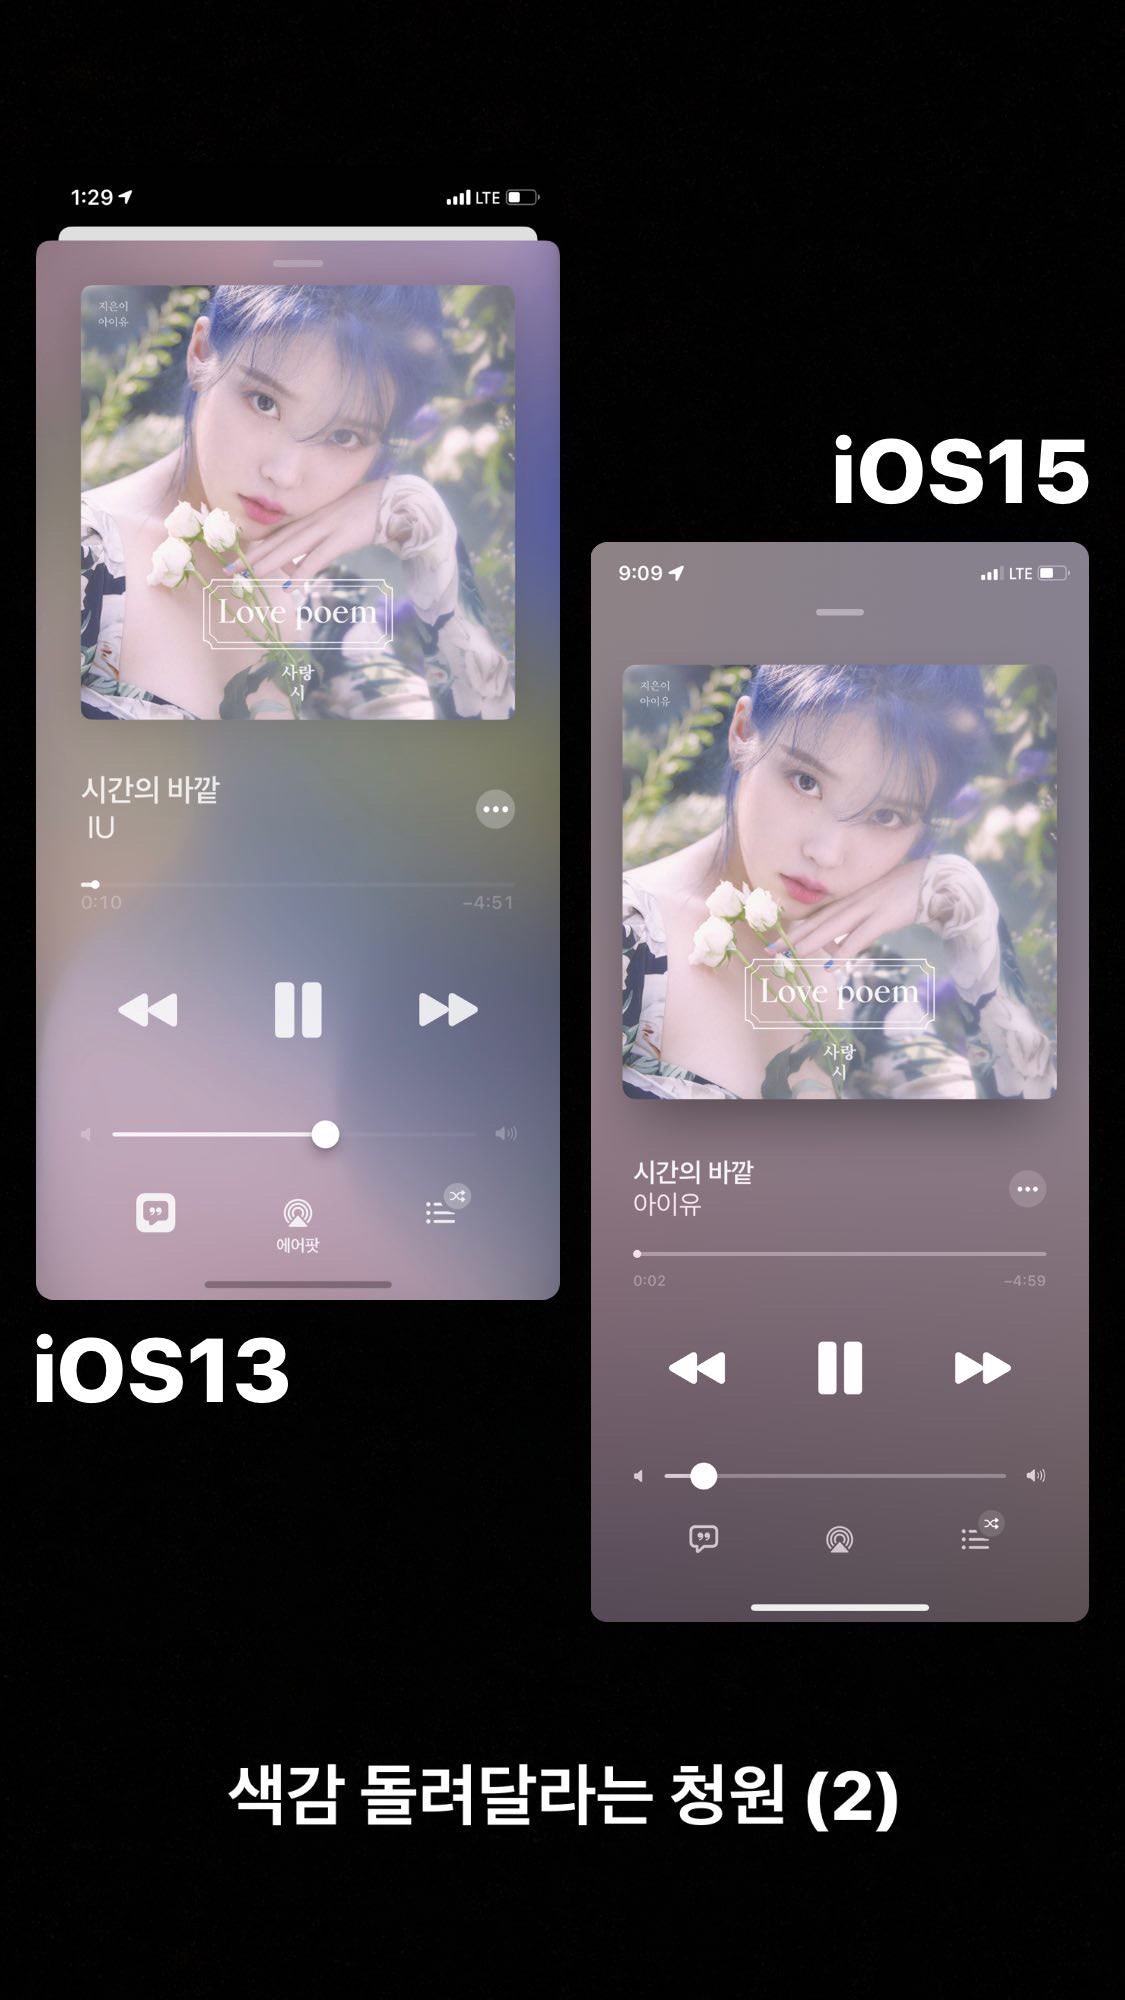 1:29
LTE
지은이
아이유
Love poem
사랑
시
시간의 바깥
IU
0:10
-4:51
에어팟
iOS13
iOS15
9:09
LTE
지은이
아이유
Love poem
사랑
시
시간의 바깥
아이유
0:02
-4:59
색감 돌려달라는 청원 (2)